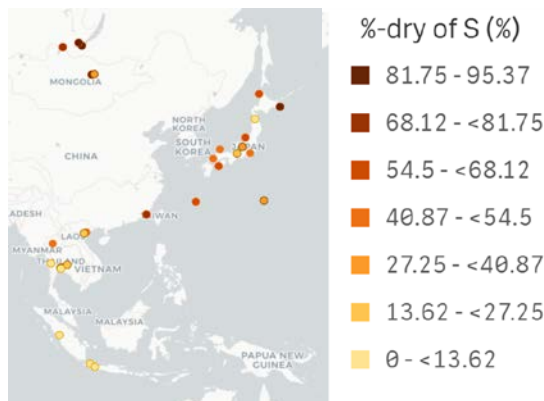 %-dry of S (%)
81.75 - 95.37
68.12 - <81.75
54.5 - <68.12
40.87 - <54.5
27.25 - <40.87
13.62 - <27.25
0 - <13.62
MONGOLIA
NORTH
KOREA
SOUTH
KOREA
JAPAN
CHINA
LADESH
LAOS
MYANMAR
VIETNAM
MALAYSIA
MALAYSIA
PAPUA NEW
GUINEA